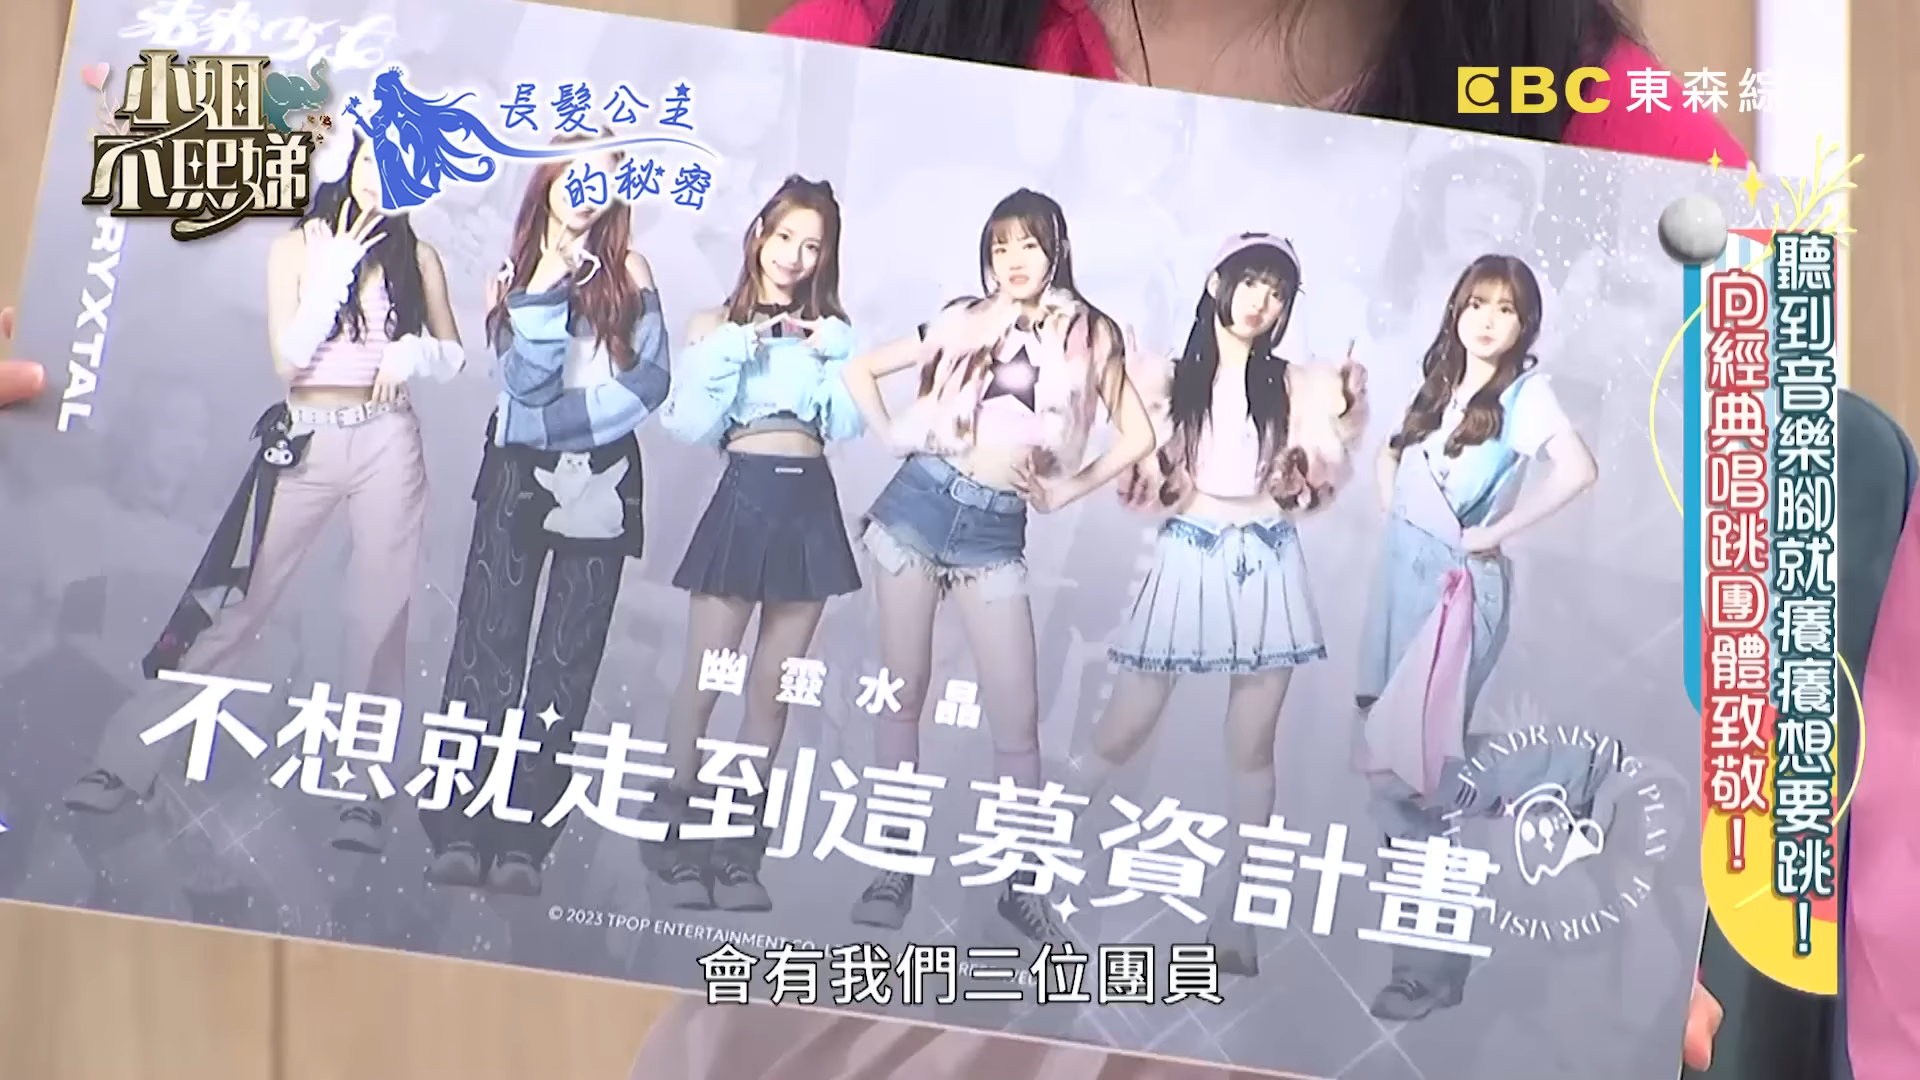 小姐
不熙娣
長髮公主
的秘密
EBC 東森綜
聽到音樂腳就癢癢想要跳！
向經典唱跳團體致敬！
RYXTAL
幽靈水晶
不想就走到這募資計畫
FUNDRAISING PLAN FUNDRAISING
© 2023 TPOP ENTERTAINMENT CO.
會有我們三位團員